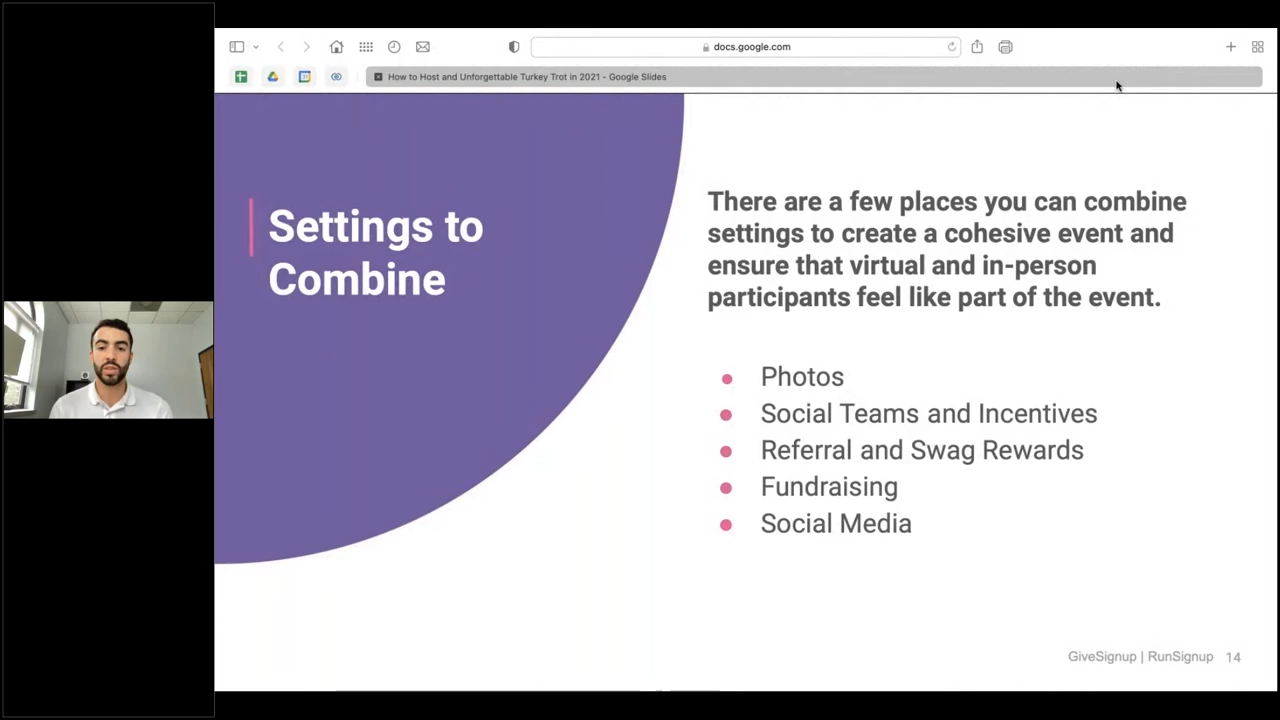 docs.google.com
How to Host and Unforgettable Turkey Trot in 2021 - Google Slides
Settings to
Combine
There are a few places you can combine
settings to create a cohesive event and
ensure that virtual and in-person
participants feel like part of the event.
Photos
Social Teams and Incentives
Referral and Swag Rewards
Fundraising
Social Media
GiveSignup | RunSignup 14